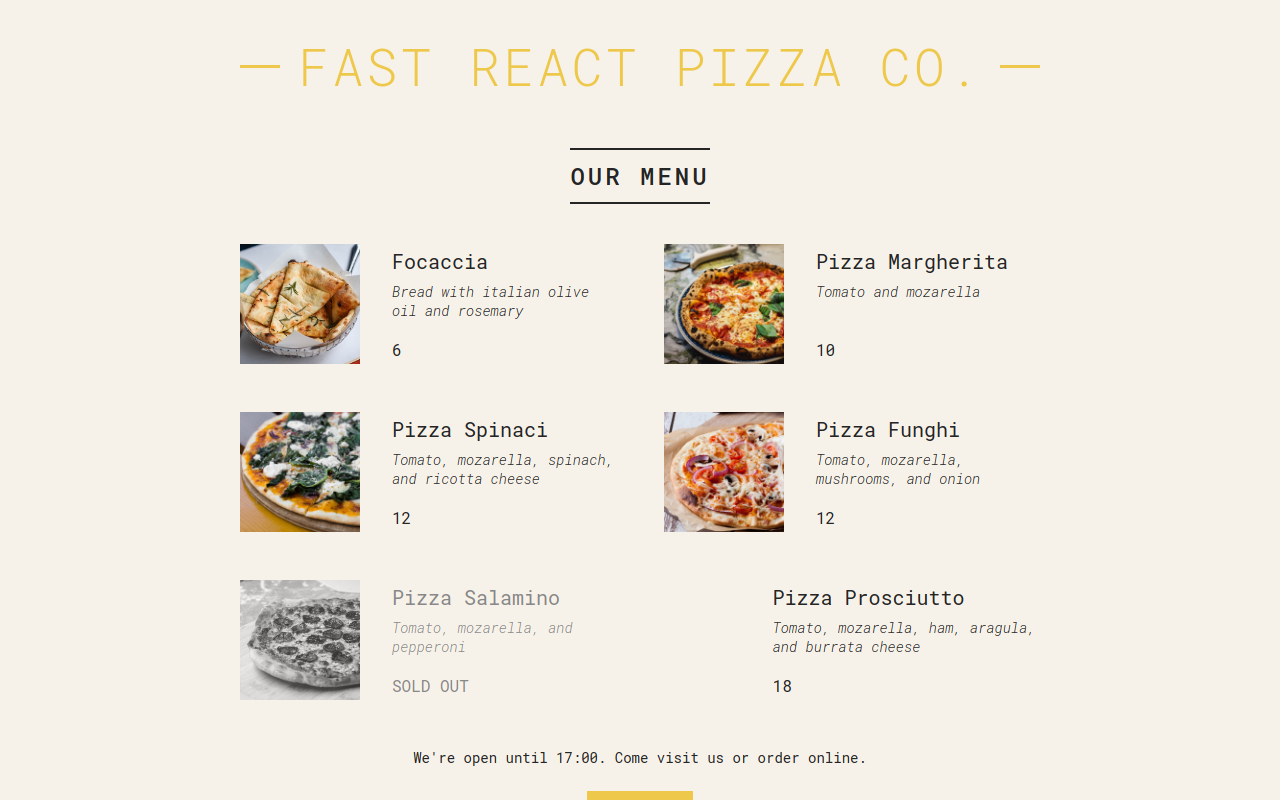 FAST REACT PIZZA CO.
OUR MENU
Focaccia
Bread with italian olive
oil and rosemary
6
Pizza Margherita
Tomato and mozarella
10
Pizza Spinaci
Tomato, mozarella, spinach,
and ricotta cheese
12
Pizza Funghi
Tomato, mozarella,
mushrooms, and onion
12
Pizza Salamino
Tomato, mozarella, and
pepperoni
SOLD OUT
Pizza Prosciutto
Tomato, mozarella, ham, aragula,
and burrata cheese
18
We're open until 17:00. Come visit us or order online.